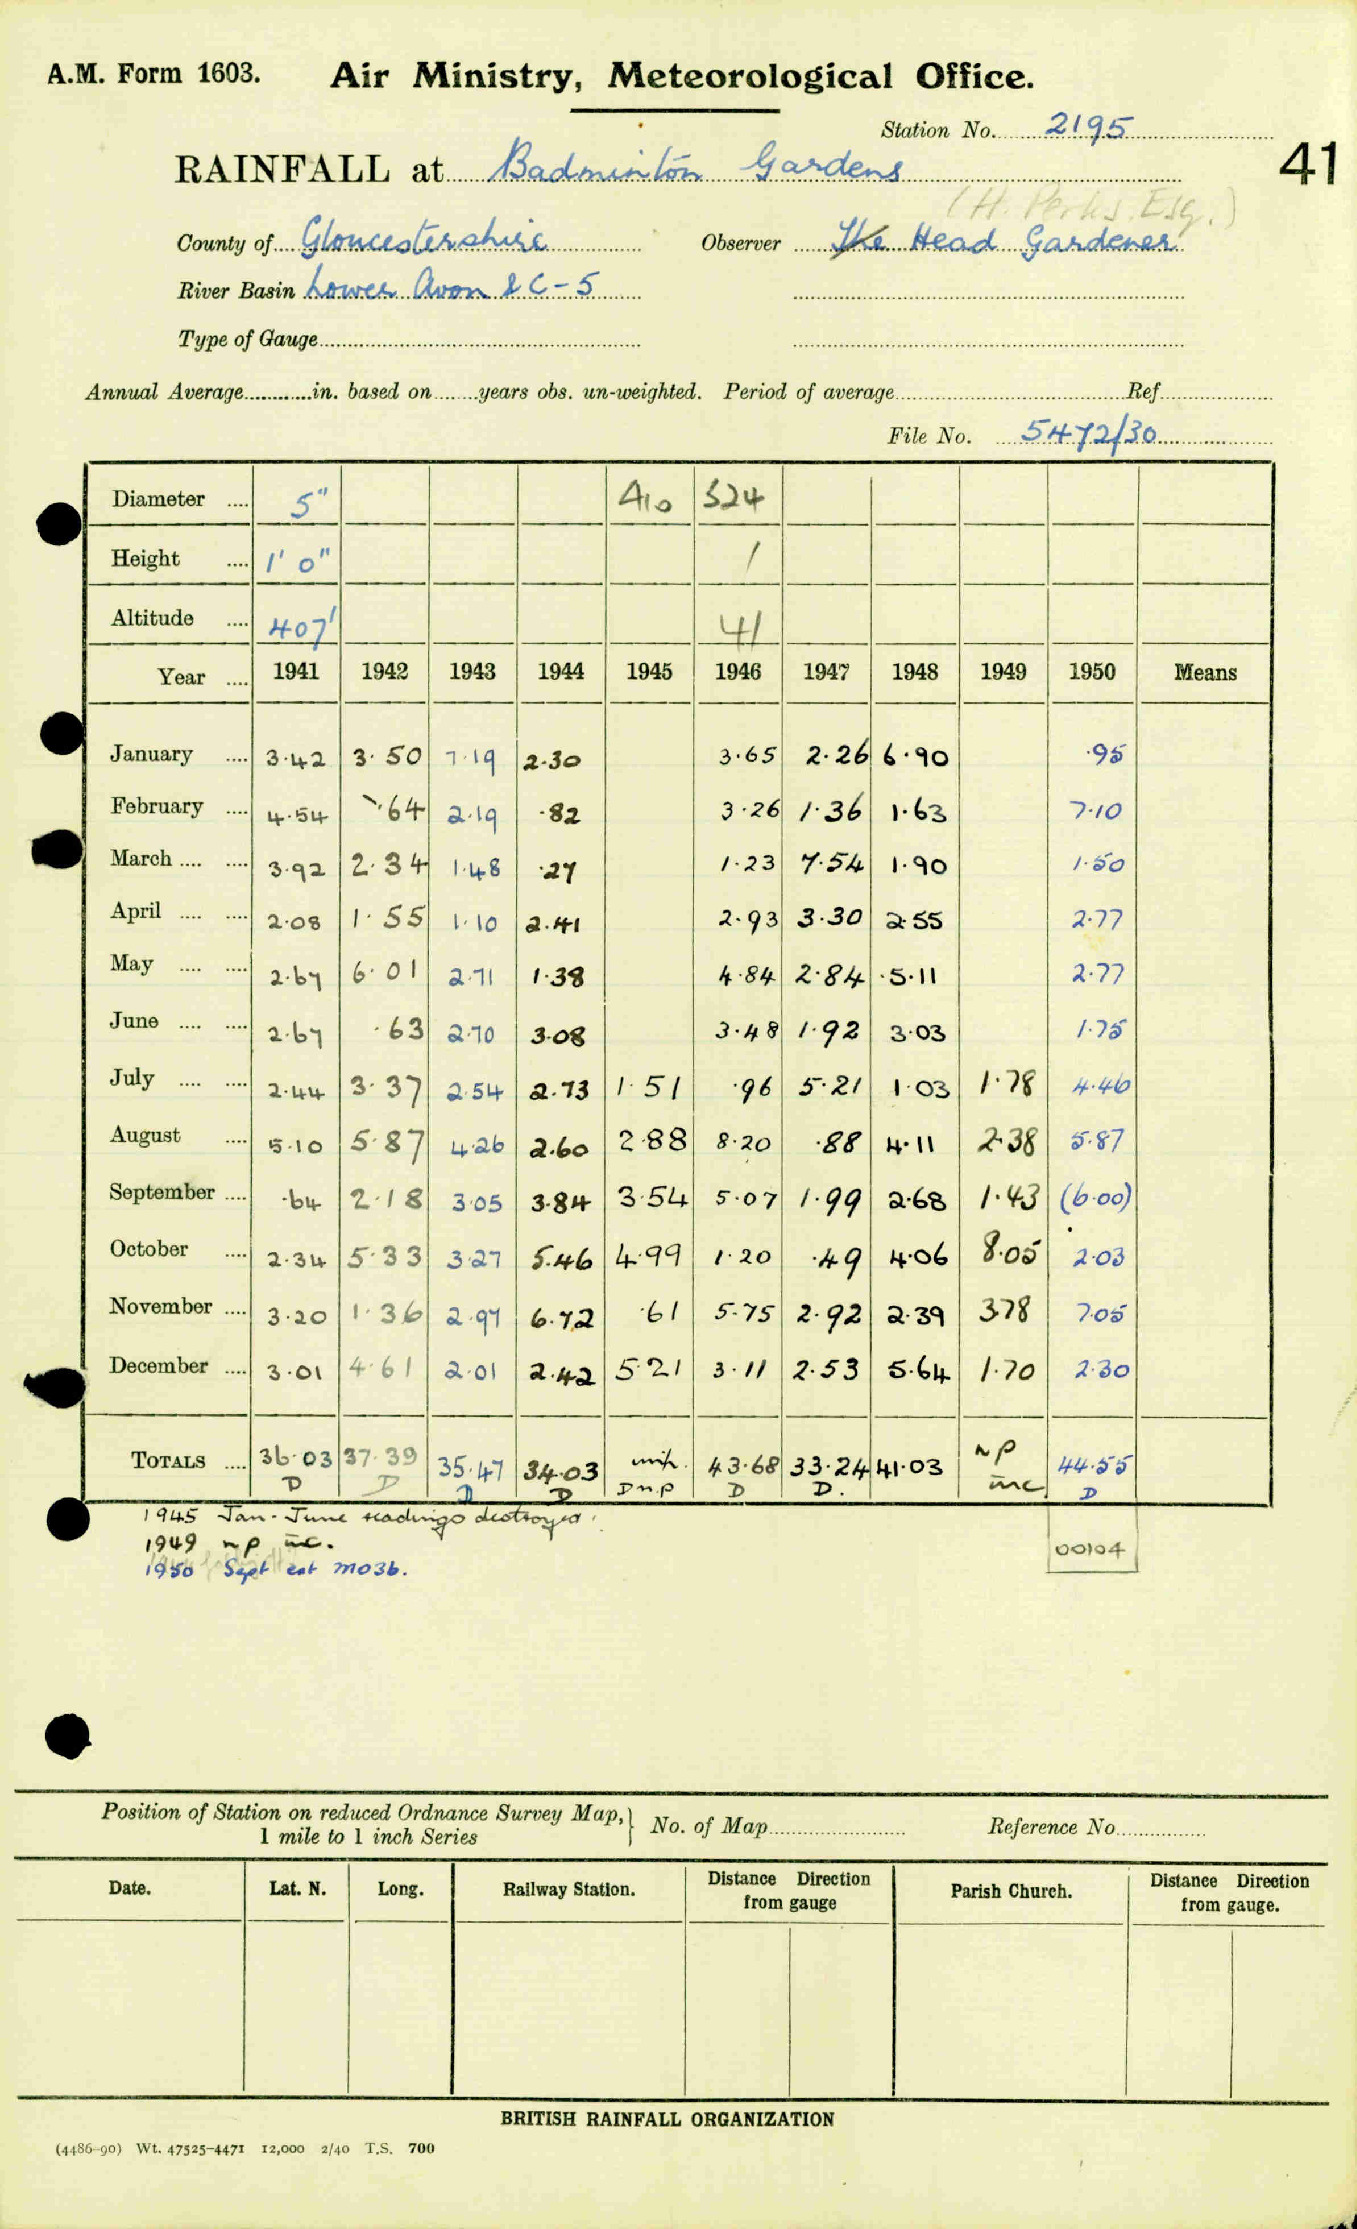 A.M. Form 1603. Air Ministry, Meteorological Office.
Station No. 2195
41
RAINFALL at Badminton Gardens
(H. Perks. Esq.)
County of Gloucestershire Observer The Head Gardener
River Basin Lower Avon & C-5
Type of Gauge
Annual Average in. based on years obs. un-weighted. Period of average Ref
File No. 5472/30
Diameter .... 5" A10 324
Height .... 1' 0" 1
Altitude .... 407' 41
Year .... 1941 1942 1943 1944 1945 1946 1947 1948 1949 1950 Means
January .... 3.42 3.50 7.19 2.30 3.65 2.26 6.90 .95
February .... 4.54 .64 2.19 .82 3.26 1.36 1.63 7.10
March .... .... 3.92 2.34 1.48 .27 1.23 7.54 1.90 1.50
April .... .... 2.08 1.55 1.10 2.41 2.93 3.30 2.55 2.77
May .... .... 2.67 6.01 2.71 1.38 4.84 2.84 5.11 2.77
June .... .... 2.67 .63 2.70 3.08 3.48 1.92 3.03 1.75
July .... .... 2.44 3.37 2.54 2.73 1.51 .96 5.21 1.03 1.78 4.46
August .... 5.10 5.87 4.26 2.60 2.88 8.20 .88 4.11 2.38 5.87
September .... .64 2.18 3.05 3.84 3.54 5.07 1.99 2.68 1.43 (6.00)
October .... 2.34 5.33 3.27 5.46 4.99 1.20 .49 4.06 8.05 2.03
November .... 3.20 1.36 2.97 6.72 .61 5.75 2.92 2.39 3.78 7.05
December .... 3.01 4.61 2.01 2.42 5.21 3.11 2.53 5.64 1.70 2.30
TOTALS .... 36.03 37.39 35.47 34.03 43.68 33.24 41.03 np 44.55
D D D D D n.p D D. inc D
1945 Jan - June readings destroyed.
1949 np inc.
00104
1950 Sept est MO3b.
Position of Station on reduced Ordnance Survey Map, } No. of Map Reference No
1 mile to 1 inch Series
Date. Lat. N. Long. Railway Station. Distance Direction from gauge Parish Church. Distance Direction from gauge.
BRITISH RAINFALL ORGANIZATION
(4486-90) Wt. 47525-4471 12,000 2/40 T.S. 700